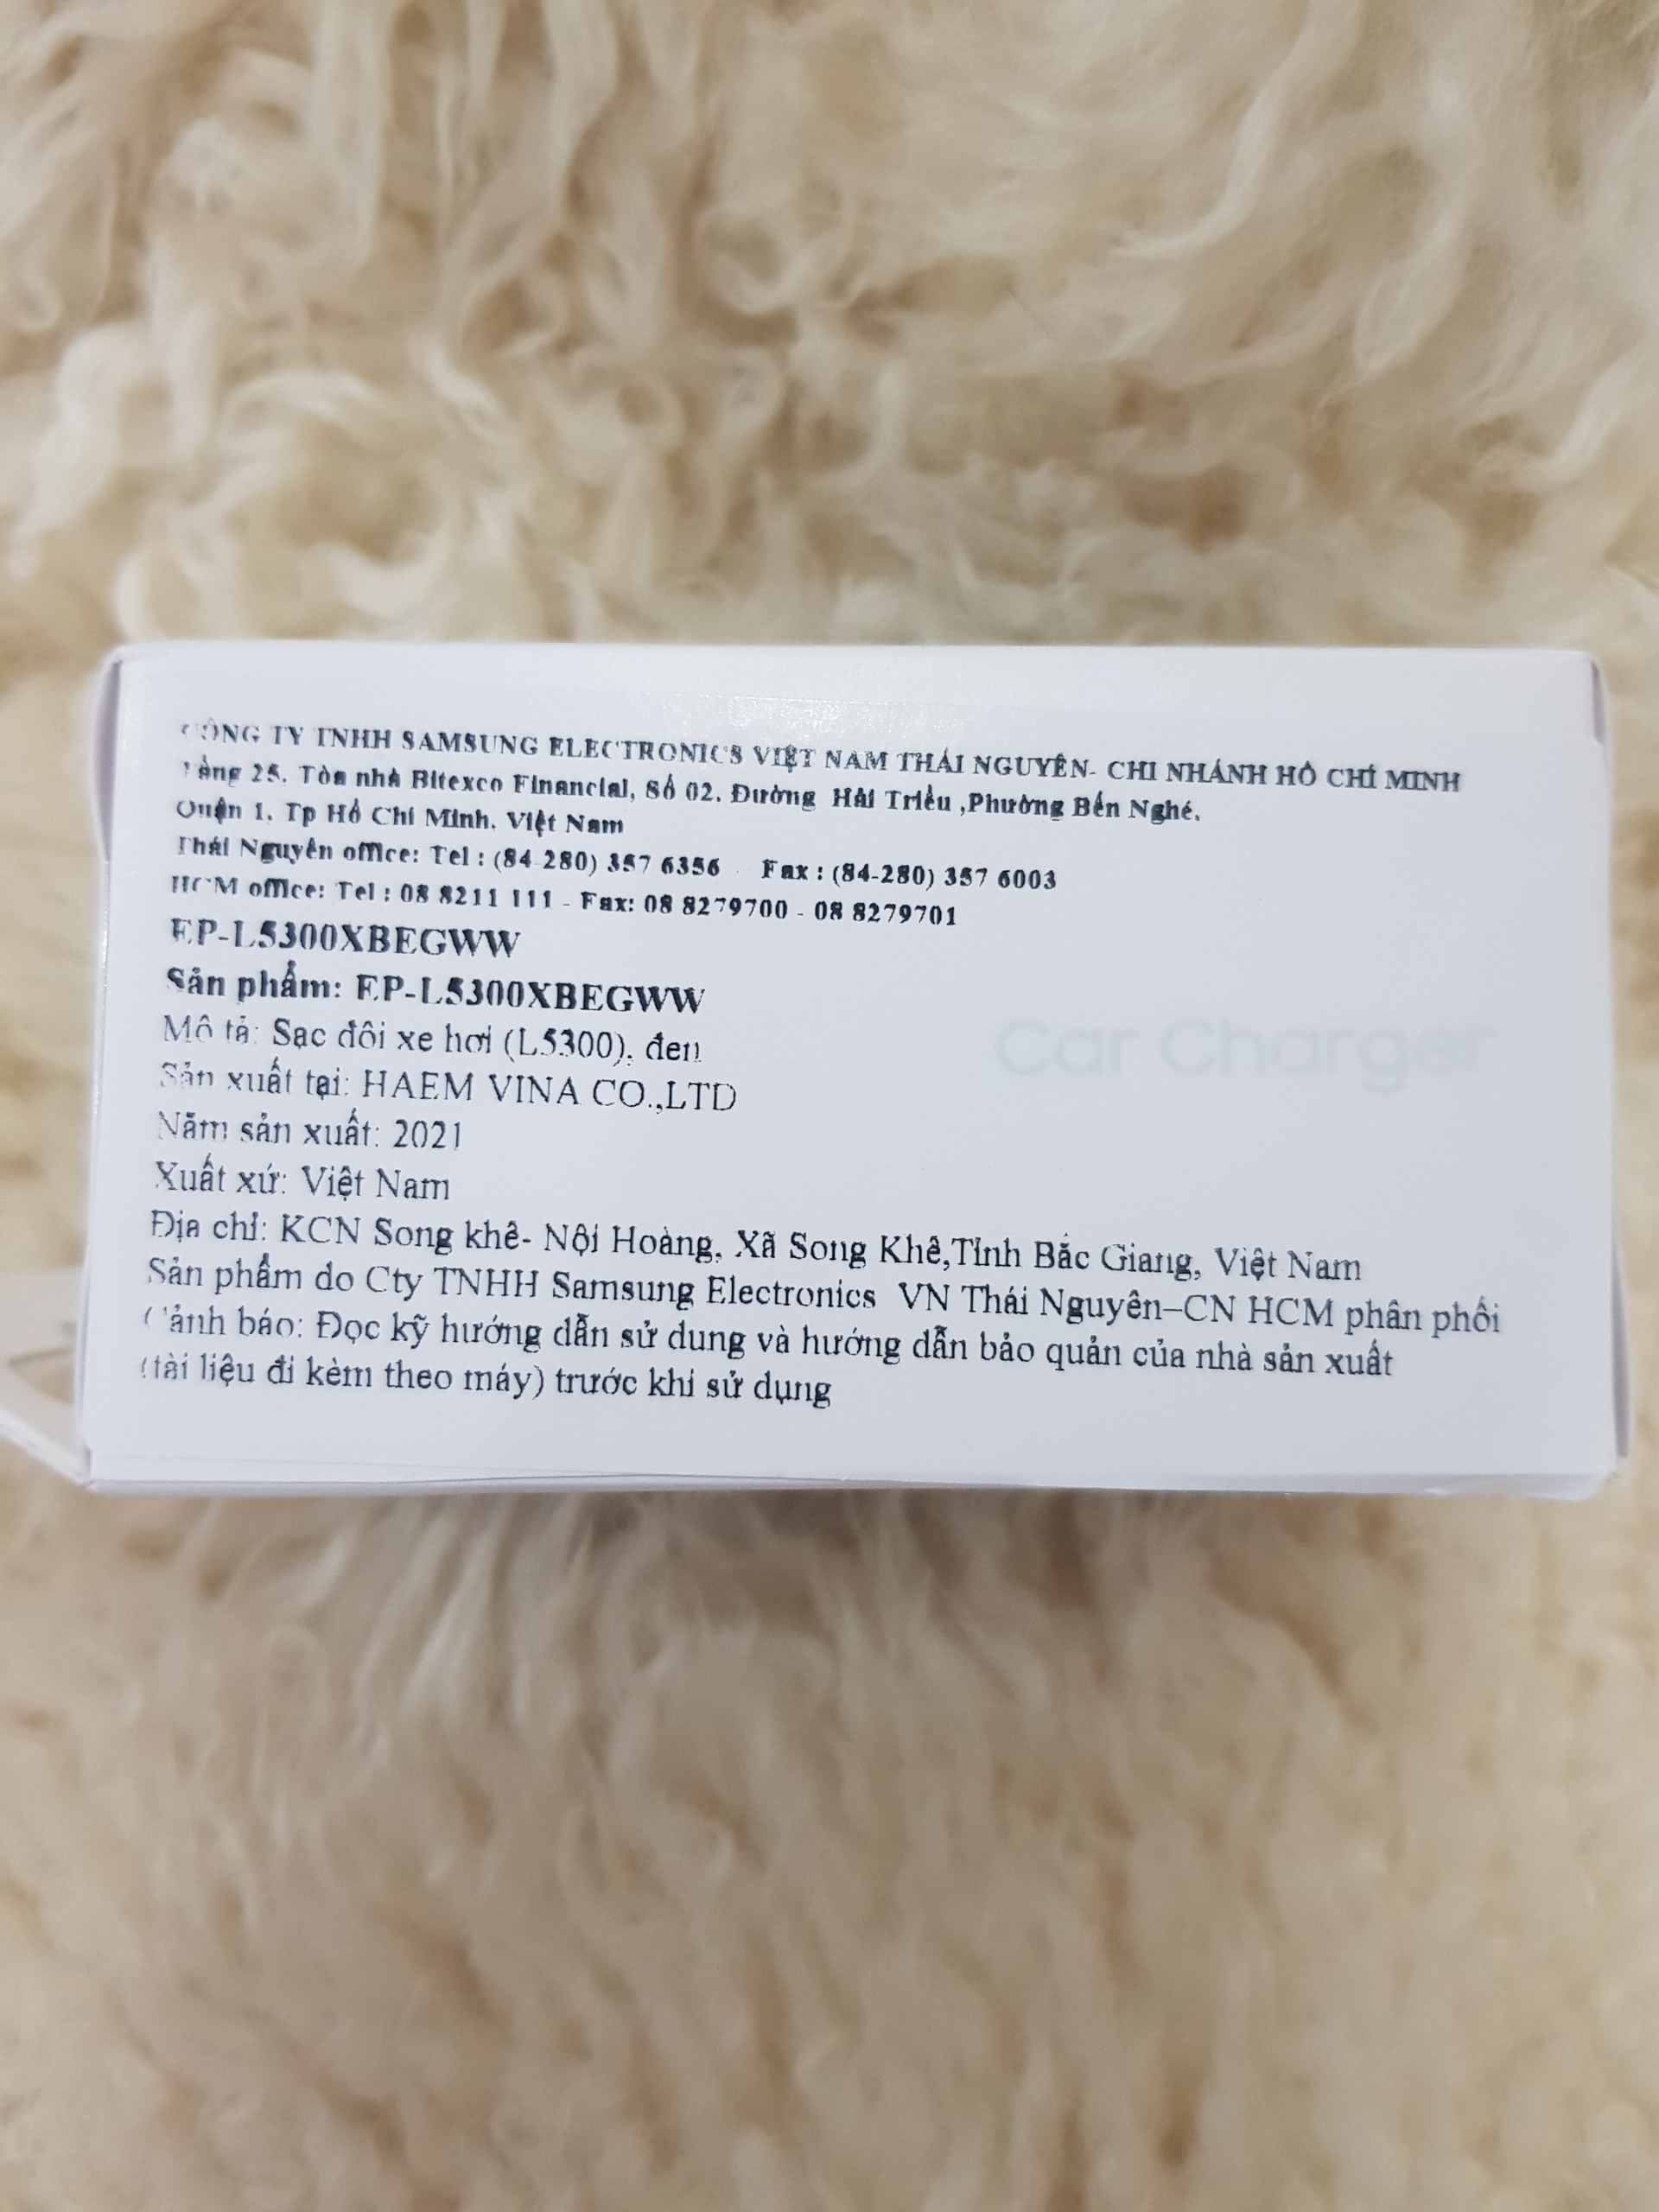 CÔNG TY TNHH SAMSUNG ELECTRONICS VIỆT NAM THÁI NGUYÊN- CHI NHÁNH HỒ CHÍ MINH
Tầng 25, Tòa nhà Bitexco Financial, Số 02, Đường Hải Triều ,Phường Bến Nghé,
Quận 1, Tp Hồ Chí Minh, Việt Nam
Thái Nguyên office: Tel : (84-280) 357 6356 - Fax : (84-280) 357 6003
HCM office: Tel : 08 8211 111 - Fax: 08 8279700 - 08 8279701
EP-L5300XBEGWW
Sản phẩm: EP-L5300XBEGWW
Mô tả: Sạc đôi xe hơi (L5300), đen
Car Charger
Sản xuất tại: HAEM VINA CO.,LTD
Năm sản xuất: 2021
Xuất xứ: Việt Nam
Địa chỉ: KCN Song khê- Nội Hoàng, Xã Song Khê,Tỉnh Bắc Giang, Việt Nam
Sản phẩm do Cty TNHH Samsung Electronics VN Thái Nguyên–CN HCM phân phối
Cảnh báo: Đọc kỹ hướng dẫn sử dung và hướng dẫn bảo quản của nhà sản xuất
(tài liệu đi kèm theo máy) trước khi sử dụng